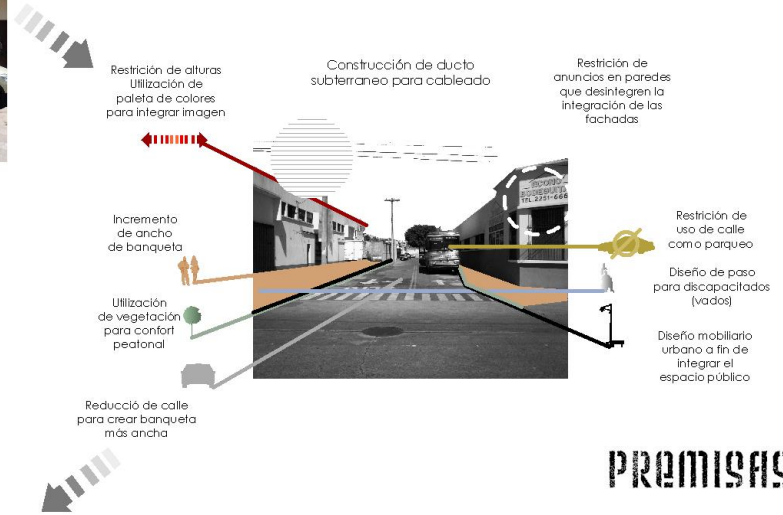 Restrición de alturas
Utilización de
paleta de colores
para integrar imagen
Construcción de ducto
subterraneo para cableado
Restrición de
anuncios en paredes
que desintegren la
integración de las
fachadas
Incremento
de ancho
de banqueta
Utilización
de vegetación
para confort
peatonal
Reducció de calle
para crear banqueta
más ancha
TEL.2251-666
Restrición de
uso de calle
como parqueo
Diseño de paso
para discapacitados
(vados)
Diseño mobiliario
urbano a fin de
integrar el
espacio público
PREMISAS